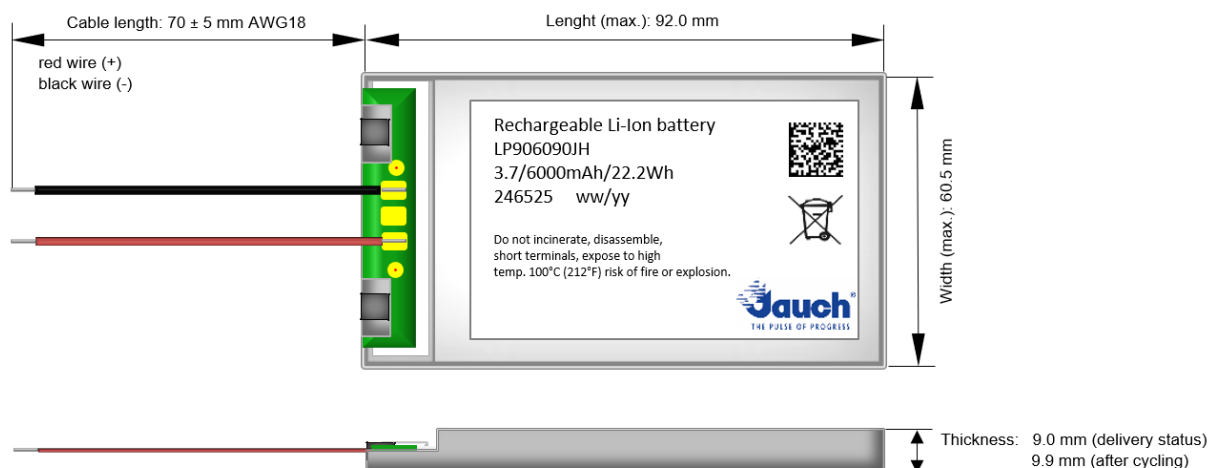 Cable length: 70 ± 5 mm AWG18
Lenght (max.): 92.0 mm
red wire (+)
black wire (-)
Rechargeable Li-Ion battery
LP906090JH
3.7/6000mAh/22.2Wh
246525 ww/yy
Do not incinerate, disassemble,
short terminals, expose to high
temp. 100°C (212°F) risk of fire or explosion.
Jauch®
THE PULSE OF PROGRESS
Width (max.): 60.5 mm
Thickness: 9.0 mm (delivery status)
9.9 mm (after cycling)